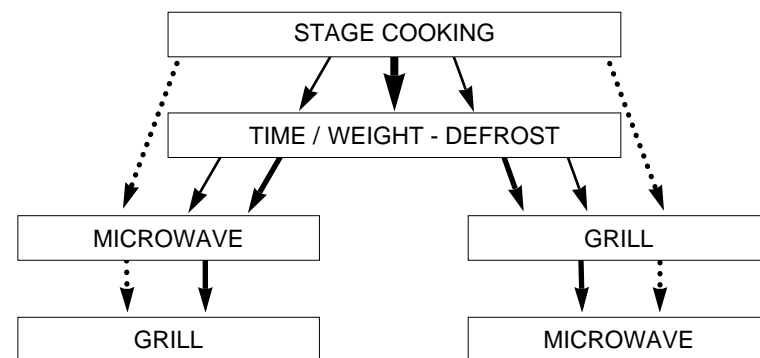 STAGE COOKING
TIME / WEIGHT - DEFROST
MICROWAVE
GRILL
GRILL
MICROWAVE